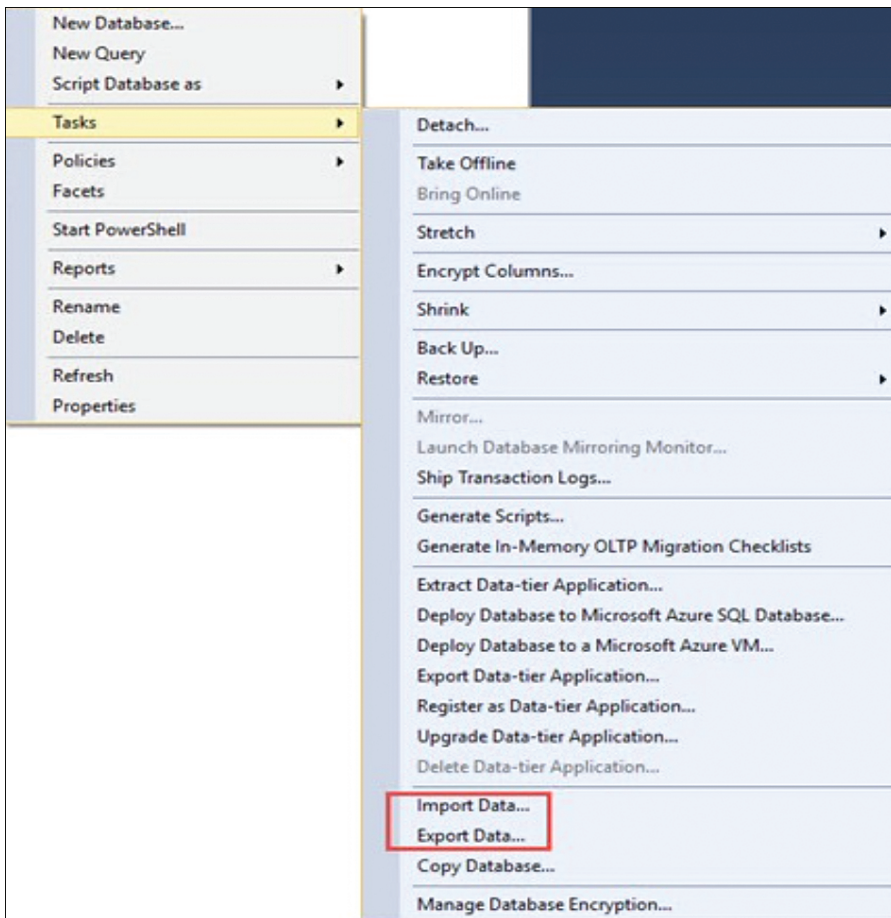 New Database...
New Query
Script Database as
Tasks
Policies
Facets
Start PowerShell
Reports
Rename
Delete
Refresh
Properties
Detach...
Take Offline
Bring Online
Stretch
Encrypt Columns...
Shrink
Back Up...
Restore
Mirror...
Launch Database Mirroring Monitor...
Ship Transaction Logs...
Generate Scripts...
Generate In-Memory OLTP Migration Checklists
Extract Data-tier Application...
Deploy Database to Microsoft Azure SQL Database...
Deploy Database to a Microsoft Azure VM...
Export Data-tier Application...
Register as Data-tier Application...
Upgrade Data-tier Application...
Delete Data-tier Application...
Import Data...
Export Data...
Copy Database...
Manage Database Encryption...